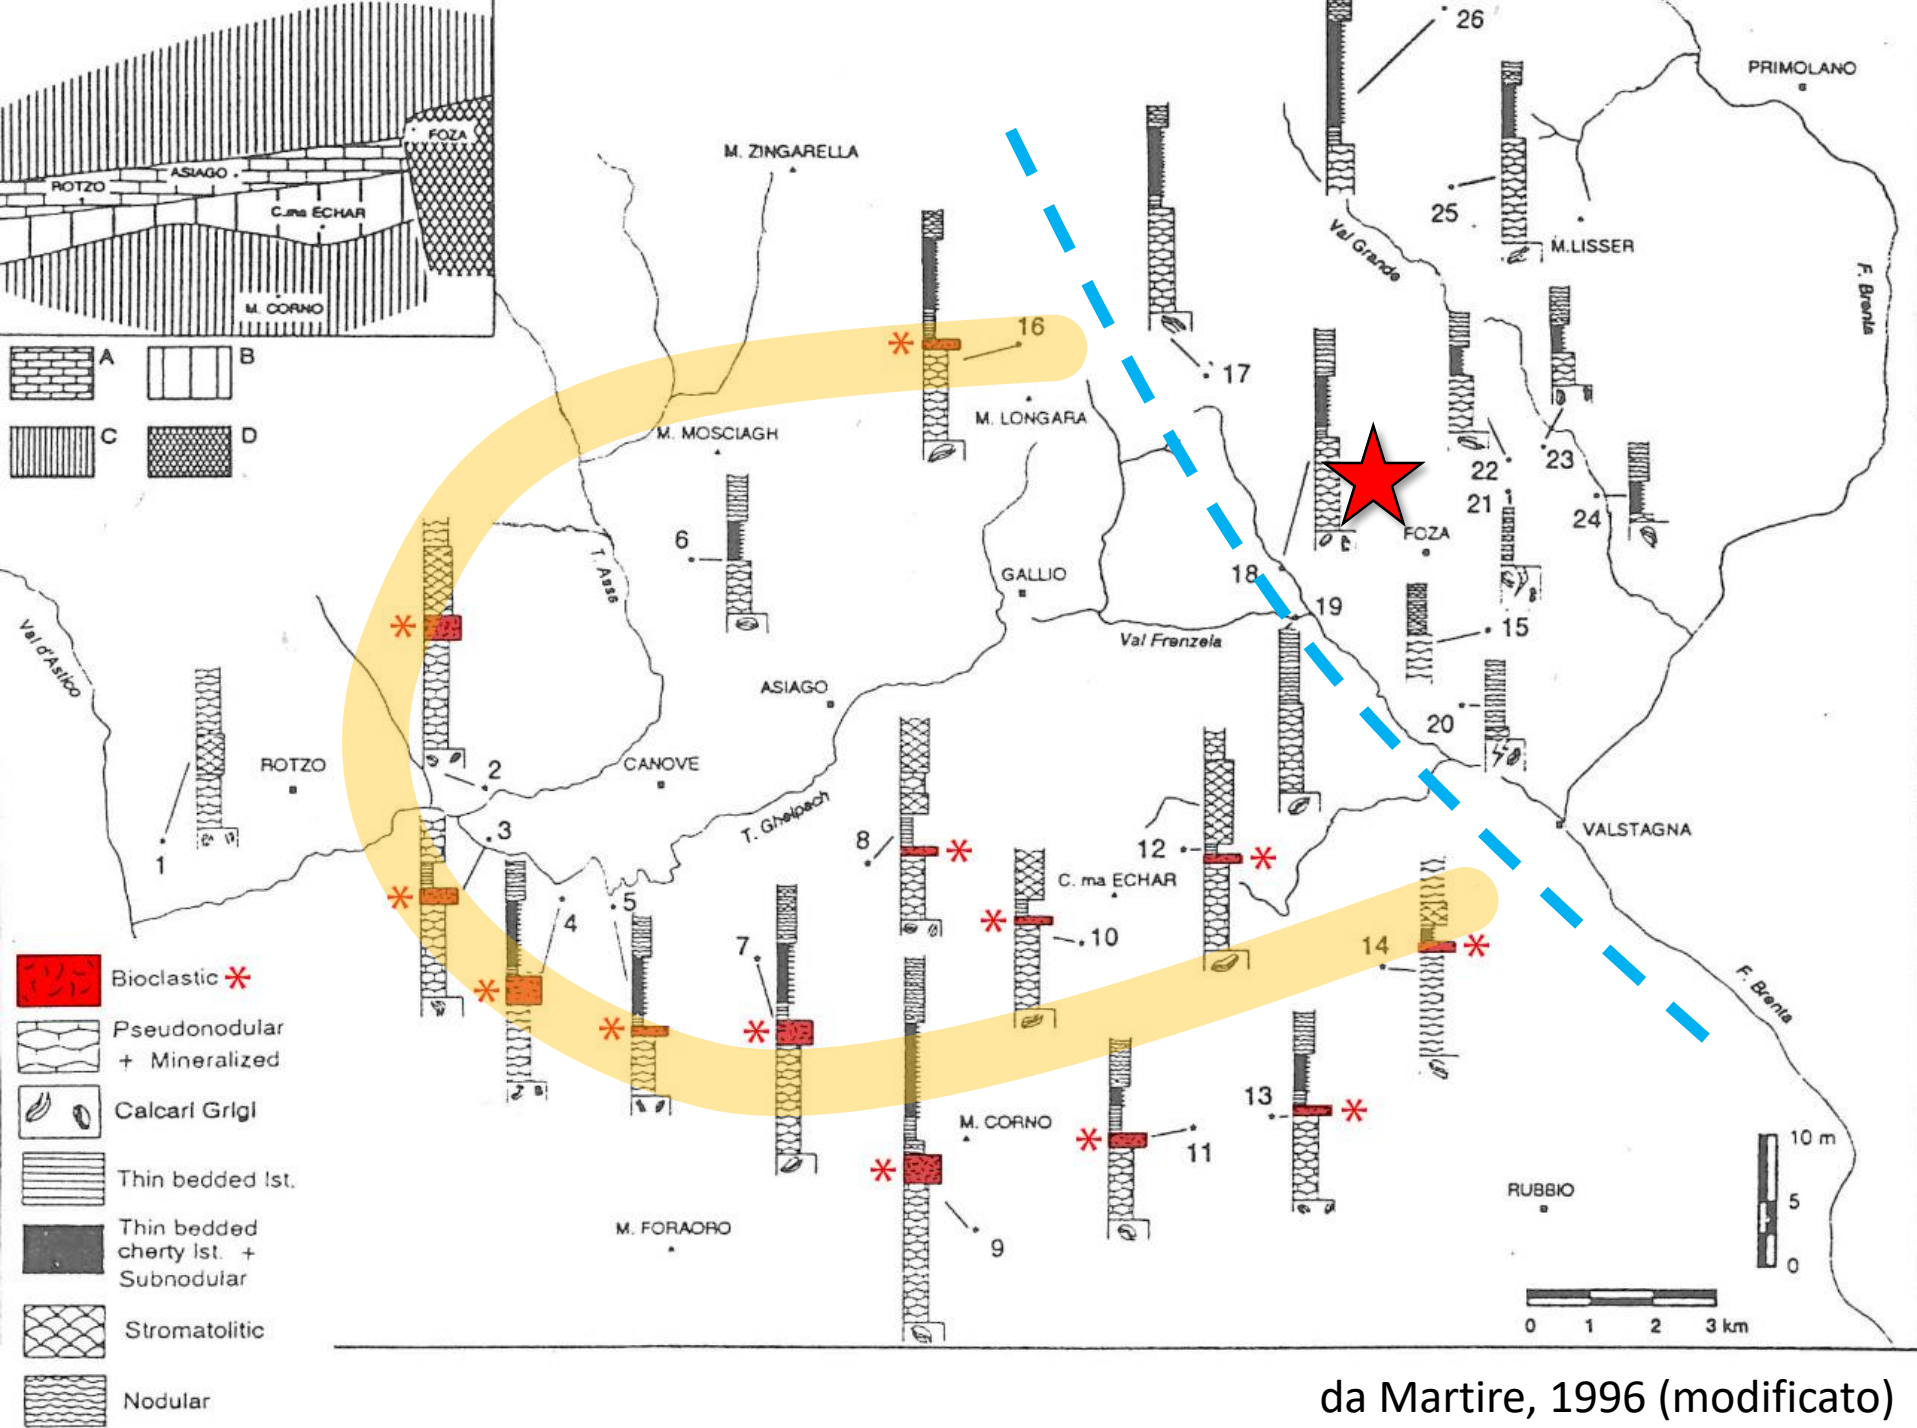 FOZA
ROTZO
ASIAGO
C.ma ECHAR
M. CORNO
A
B
C
D
M. ZINGARELLA
26
PRIMOLANO
25
M.LISSER
Val Grande
F. Brenta
16
17
M. LONGARA
M. MOSCIAGH
22
23
21
24
FOZA
6
T. Assa
GALLIO
18
19
Val Frenzela
15
Val d'Astico
ASIAGO
20
ROTZO
2
CANOVE
T. Ghelpach
VALSTAGNA
1
3
8
12
C. ma ECHAR
4
5
7
10
14
F. Brenta
Bioclastic *
Pseudonodular
+ Mineralized
Calcari Grigi
Thin bedded lst.
Thin bedded
cherty lst. +
Subnodular
Stromatolitic
Nodular
M. CORNO
11
13
RUBBIO
M. FORAORO
9
10 m
5
0
0 1 2 3 km
da Martire, 1996 (modificato)